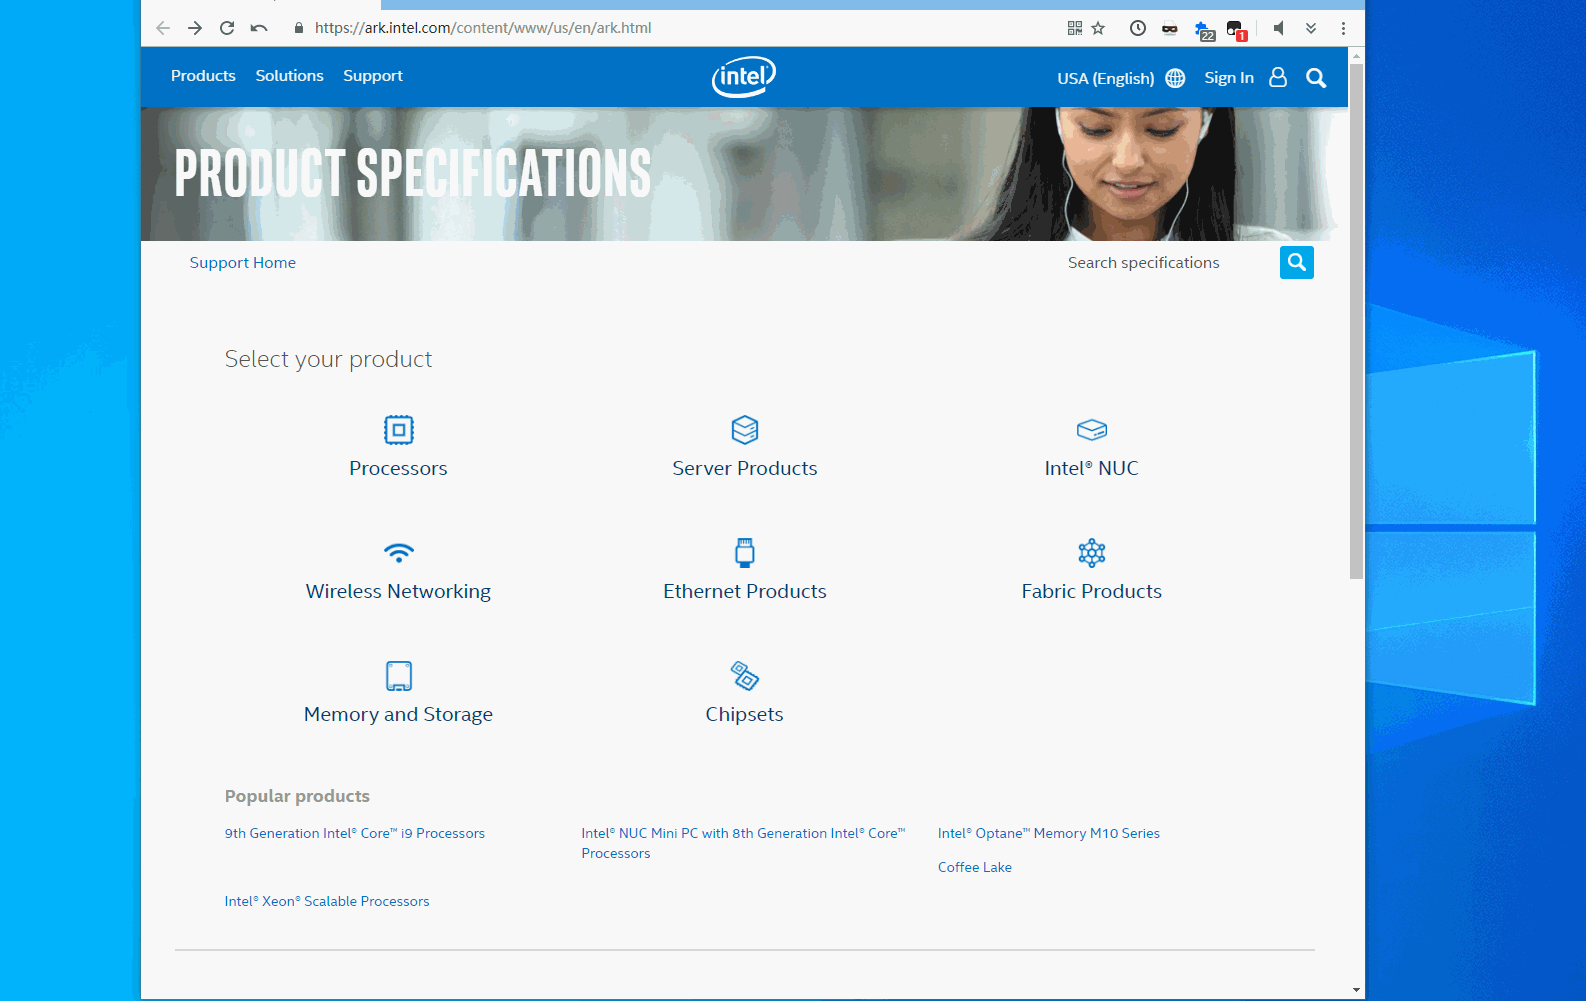 https://ark.intel.com/content/www/us/en/ark.html
22
1
Products Solutions Support
intel
USA (English) Sign In
PRODUCT SPECIFICATIONS
Support Home
Search specifications
Select your product
Processors
Server Products
Intel® NUC
Wireless Networking
Ethernet Products
Fabric Products
Memory and Storage
Chipsets
Popular products
9th Generation Intel® Core™ i9 Processors
Intel® NUC Mini PC with 8th Generation Intel® Core™
Processors
Intel® Optane™ Memory M10 Series
Coffee Lake
Intel® Xeon® Scalable Processors